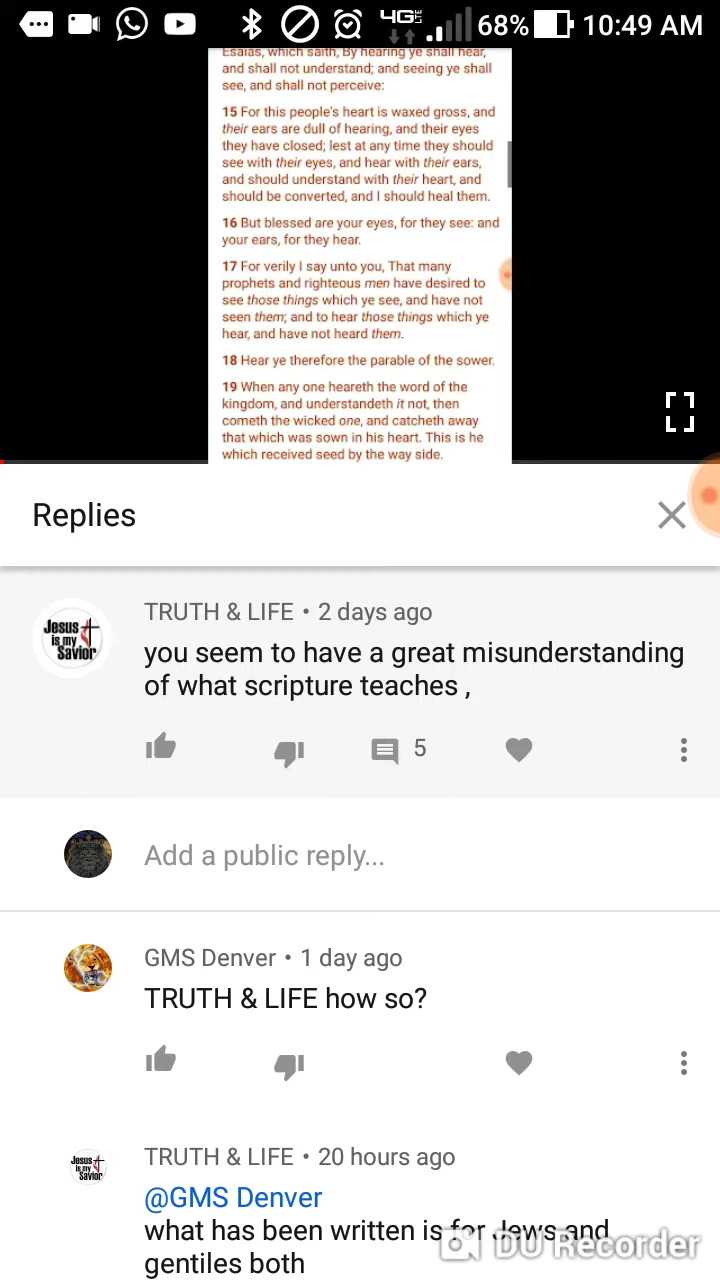 4G LTE 68% 10:49 AM
Esaias, which saith, By hearing ye shall hear,
and shall not understand; and seeing ye shall
see, and shall not perceive:
15 For this people's heart is waxed gross, and
their ears are dull of hearing, and their eyes
they have closed; lest at any time they should
see with their eyes, and hear with their ears,
and should understand with their heart, and
should be converted, and I should heal them.
16 But blessed are your eyes, for they see: and
your ears, for they hear.
17 For verily I say unto you, That many
prophets and righteous men have desired to
see those things which ye see, and have not
seen them; and to hear those things which ye
hear, and have not heard them.
18 Hear ye therefore the parable of the sower.
19 When any one heareth the word of the
kingdom, and understandeth it not, then
cometh the wicked one, and catcheth away
that which was sown in his heart. This is he
which received seed by the way side.
Replies
Jesus
is my
Savior
TRUTH & LIFE • 2 days ago
you seem to have a great misunderstanding
of what scripture teaches ,
5
Add a public reply...
GMS Denver • 1 day ago
TRUTH & LIFE how so?
Jesus
is my
Savior
TRUTH & LIFE • 20 hours ago
@GMS Denver
what has been written is for Jews and
gentiles both
DU Recorder